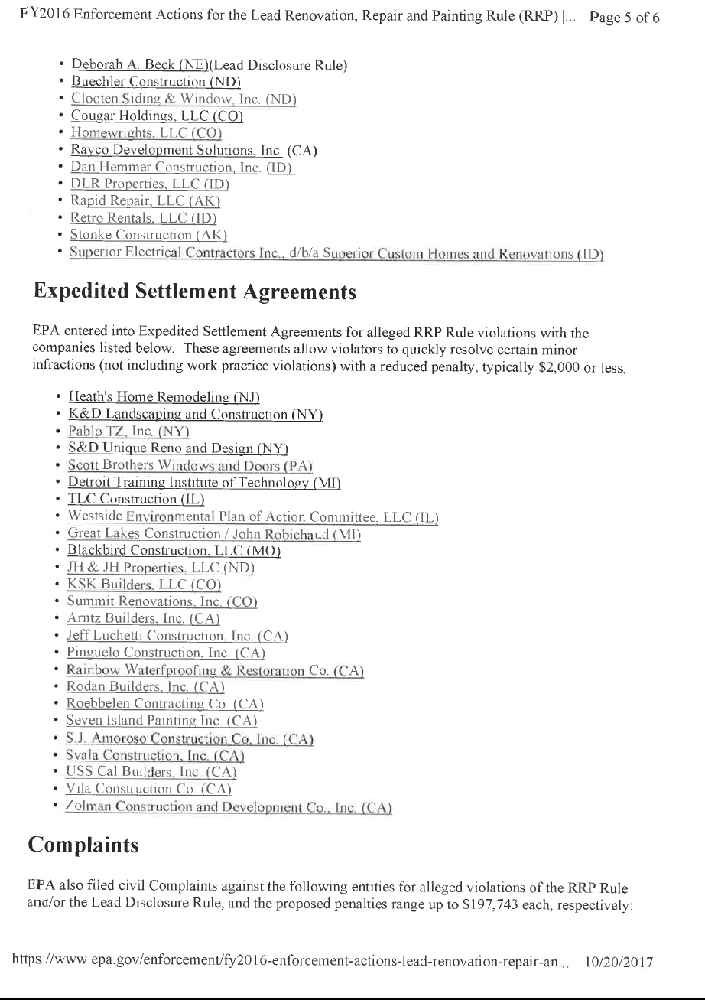 FY2016 Enforcement Actions for the Lead Renovation, Repair and Painting Rule (RRP) |... Page 5 of 6
• Deborah A. Beck (NE)(Lead Disclosure Rule)
• Buechler Construction (ND)
• Clooten Siding & Window, Inc. (ND)
• Cougar Holdings, LLC (CO)
• Homewrights, LLC (CO)
• Rayco Development Solutions, Inc. (CA)
• Dan Hemmer Construction, Inc. (ID)
• DLR Properties, LLC (ID)
• Rapid Repair, LLC (AK)
• Retro Rentals, LLC (ID)
• Stonke Construction (AK)
• Superior Electrical Contractors Inc., d/b/a Superior Custom Homes and Renovations (ID)
Expedited Settlement Agreements
EPA entered into Expedited Settlement Agreements for alleged RRP Rule violations with the
companies listed below. These agreements allow violators to quickly resolve certain minor
infractions (not including work practice violations) with a reduced penalty, typically $2,000 or less.
• Heath's Home Remodeling (NJ)
• K&D Landscaping and Construction (NY)
• Pablo TZ, Inc. (NY)
• S&D Unique Reno and Design (NY)
• Scott Brothers Windows and Doors (PA)
• Detroit Training Institute of Technology (MI)
• TLC Construction (IL)
• Westside Environmental Plan of Action Committee, LLC (IL)
• Great Lakes Construction / John Robichaud (MI)
• Blackbird Construction, LLC (MO)
• JH & JH Properties, LLC (ND)
• KSK Builders, LLC (CO)
• Summit Renovations, Inc. (CO)
• Arntz Builders, Inc. (CA)
• Jeff Luchetti Construction, Inc. (CA)
• Pinguelo Construction, Inc. (CA)
• Rainbow Waterfproofing & Restoration Co. (CA)
• Rodan Builders, Inc. (CA)
• Roebbelen Contracting Co. (CA)
• Seven Island Painting Inc. (CA)
• S.J. Amoroso Construction Co, Inc. (CA)
• Svala Construction, Inc. (CA)
• USS Cal Builders, Inc. (CA)
• Vila Construction Co. (CA)
• Zolman Construction and Development Co., Inc. (CA)
Complaints
EPA also filed civil Complaints against the following entities for alleged violations of the RRP Rule
and/or the Lead Disclosure Rule, and the proposed penalties range up to $197,743 each, respectively:
https://www.epa.gov/enforcement/fy2016-enforcement-actions-lead-renovation-repair-an... 10/20/2017